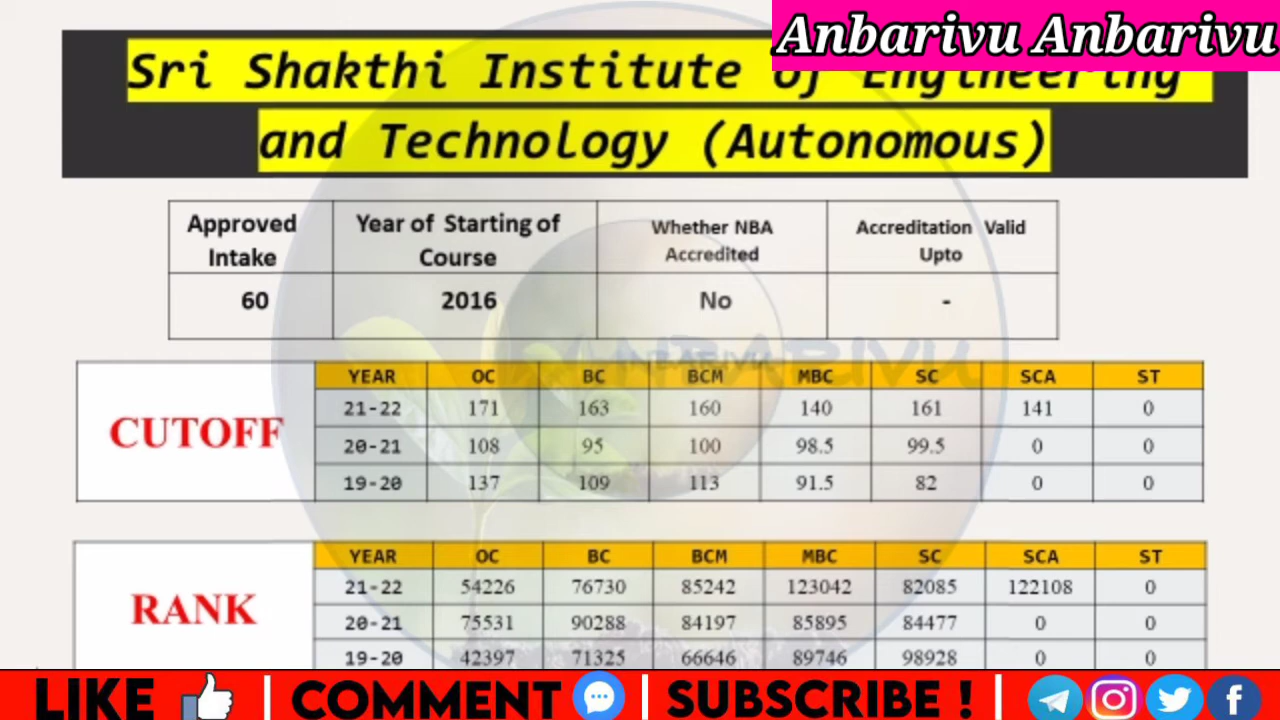 Anbarivu Anbarivu
Sri Shakthi Institute of Engineering
and Technology (Autonomous)
Approved Intake | Year of Starting of Course | Whether NBA Accredited | Accreditation Valid Upto
60 | 2016 | No | -
ANBARIVU
CUTOFF
YEAR | OC | BC | BCM | MBC | SC | SCA | ST
21-22 | 171 | 163 | 160 | 140 | 161 | 141 | 0
20-21 | 108 | 95 | 100 | 98.5 | 99.5 | 0 | 0
19-20 | 137 | 109 | 113 | 91.5 | 82 | 0 | 0
RANK
YEAR | OC | BC | BCM | MBC | SC | SCA | ST
21-22 | 54226 | 76730 | 85242 | 123042 | 82085 | 122108 | 0
20-21 | 75531 | 90288 | 84197 | 85895 | 84477 | 0 | 0
19-20 | 42397 | 71325 | 66646 | 89746 | 98928 | 0 | 0
LIKE | COMMENT | SUBSCRIBE ! |